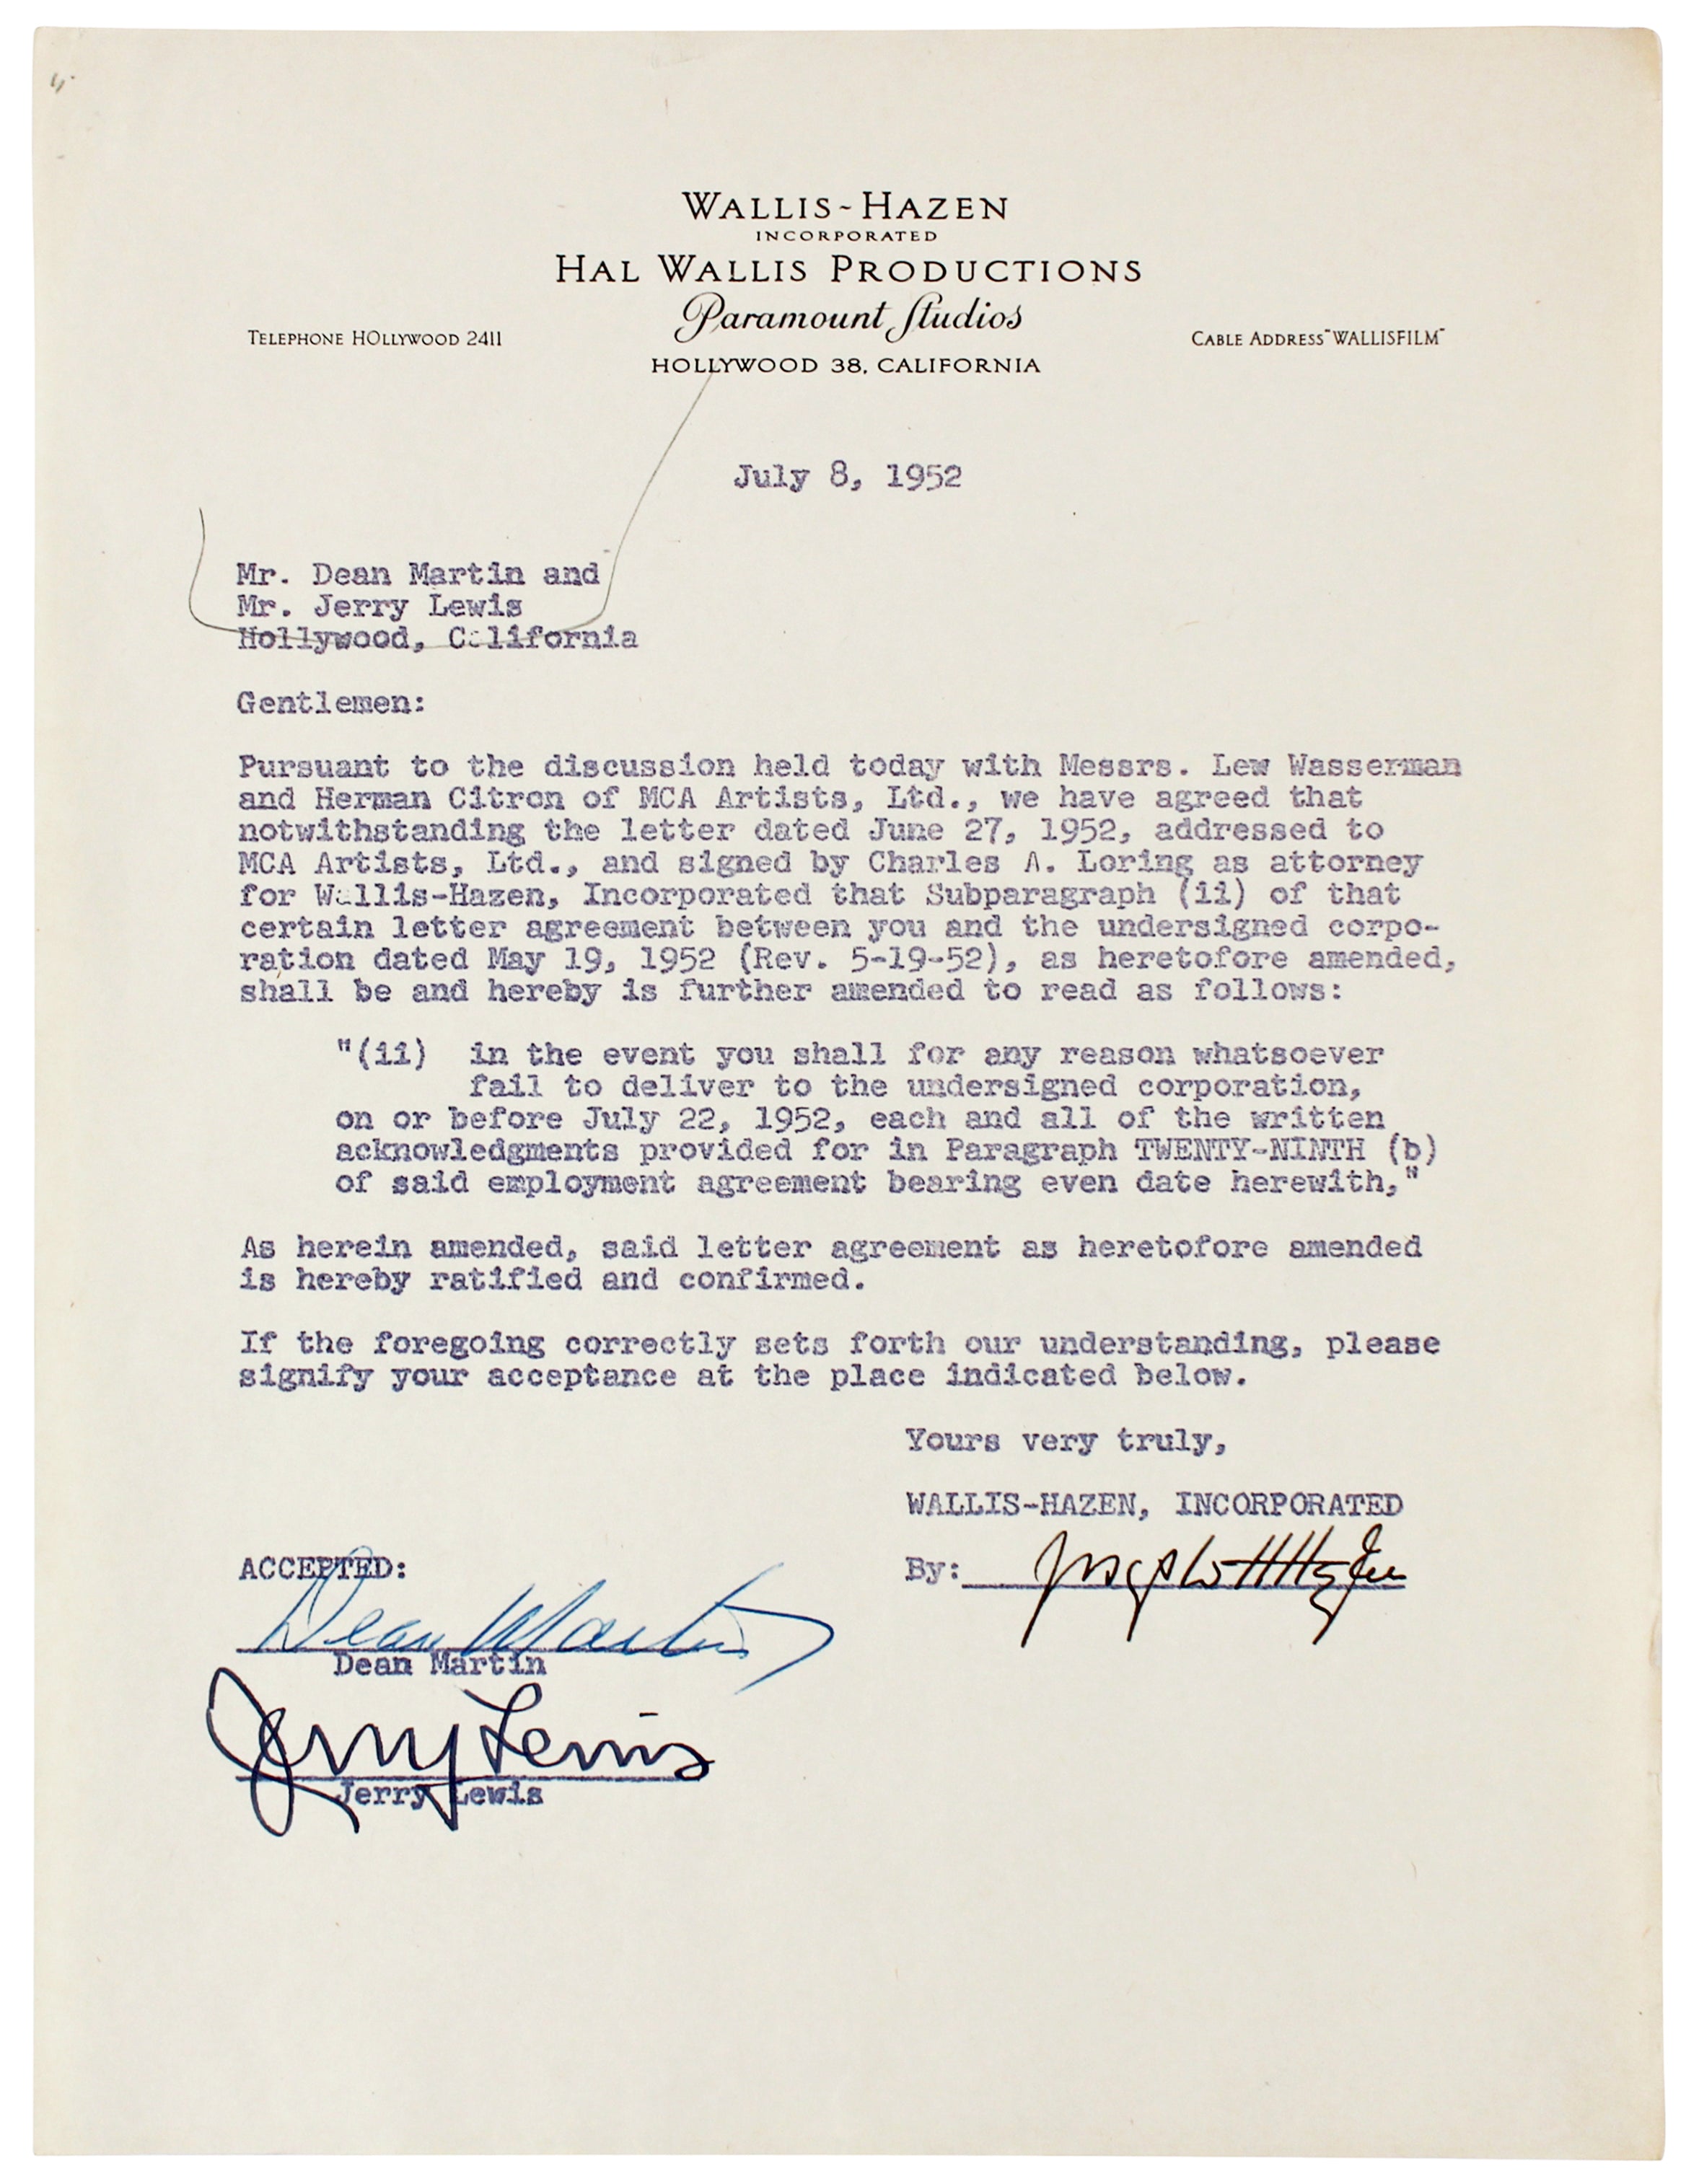 WALLIS-HAZEN
INCORPORATED
HAL WALLIS PRODUCTIONS
Paramount Studios
TELEPHONE HOLLYWOOD 2411
CABLE ADDRESS "WALLISFILM"
HOLLYWOOD 38, CALIFORNIA
July 8, 1952
Mr. Dean Martin and
Mr. Jerry Lewis
Hollywood, California
Gentlemen:
Pursuant to the discussion held today with Messrs. Lew Wasserman
and Herman Citron of MCA Artists, Ltd., we have agreed that
notwithstanding the letter dated June 27, 1952, addressed to
MCA Artists, Ltd., and signed by Charles A. Loring as attorney
for Wallis-Hazen, Incorporated that Subparagraph (ii) of that
certain letter agreement between you and the undersigned corpo-
ration dated May 19, 1952 (Rev. 5-19-52), as heretofore amended,
shall be and hereby is further amended to read as follows:
"(ii) in the event you shall for any reason whatsoever
fail to deliver to the undersigned corporation,
on or before July 22, 1952, each and all of the written
acknowledgments provided for in Paragraph TWENTY-NINTH (b)
of said employment agreement bearing even date herewith,"
As herein amended, said letter agreement as heretofore amended
is hereby ratified and confirmed.
If the foregoing correctly sets forth our understanding, please
signify your acceptance at the place indicated below.
Yours very truly,
WALLIS-HAZEN, INCORPORATED
ACCEPTED:
By:
Dean Martin
Dean Martin
Jerry Lewis
Jerry Lewis